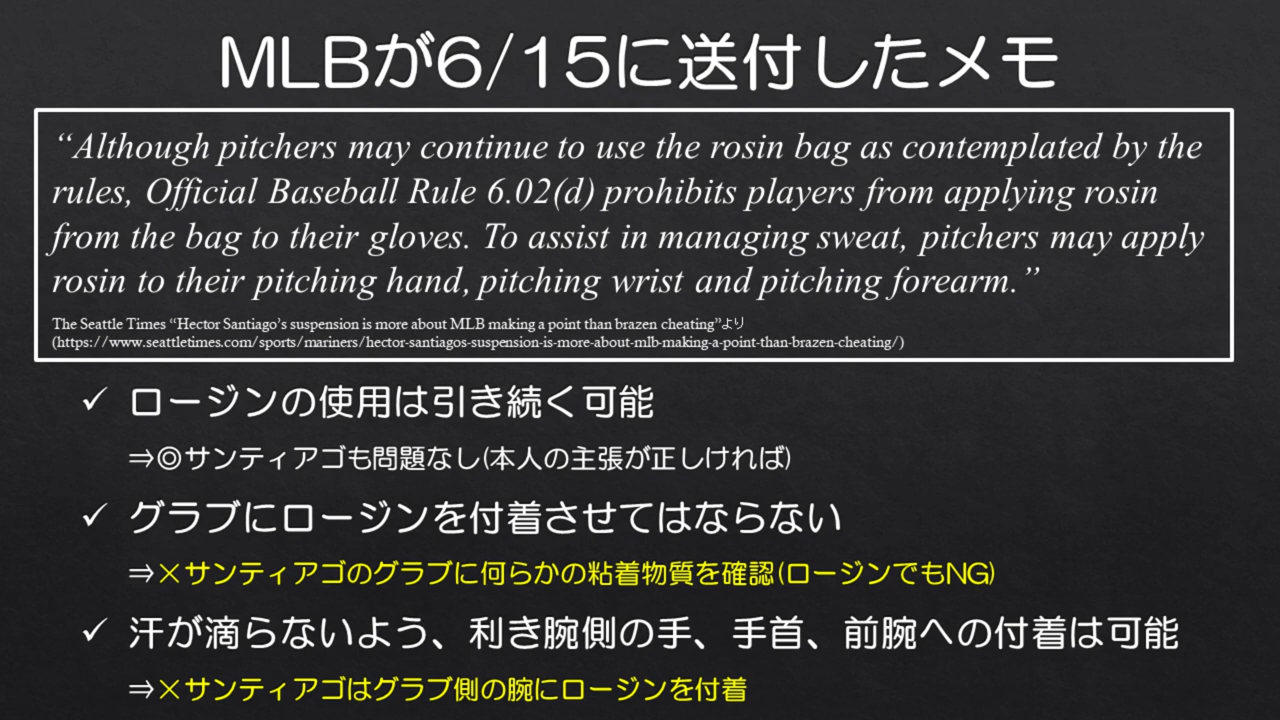 MLBが6/15に送付したメモ
“Although pitchers may continue to use the rosin bag as contemplated by the
rules, Official Baseball Rule 6.02(d) prohibits players from applying rosin
from the bag to their gloves. To assist in managing sweat, pitchers may apply
rosin to their pitching hand, pitching wrist and pitching forearm.”
The Seattle Times “Hector Santiago’s suspension is more about MLB making a point than brazen cheating”より
(https://www.seattletimes.com/sports/mariners/hector-santiagos-suspension-is-more-about-mlb-making-a-point-than-brazen-cheating/)
✓ ロージンの使用は引き続く可能
⇒◎サンティアゴも問題なし(本人の主張が正しければ)
✓ グラブにロージンを付着させてはならない
⇒×サンティアゴのグラブに何らかの粘着物質を確認(ロージンでもNG)
✓ 汗が滴らないよう、利き腕側の手、手首、前腕への付着は可能
⇒×サンティアゴはグラブ側の腕にロージンを付着